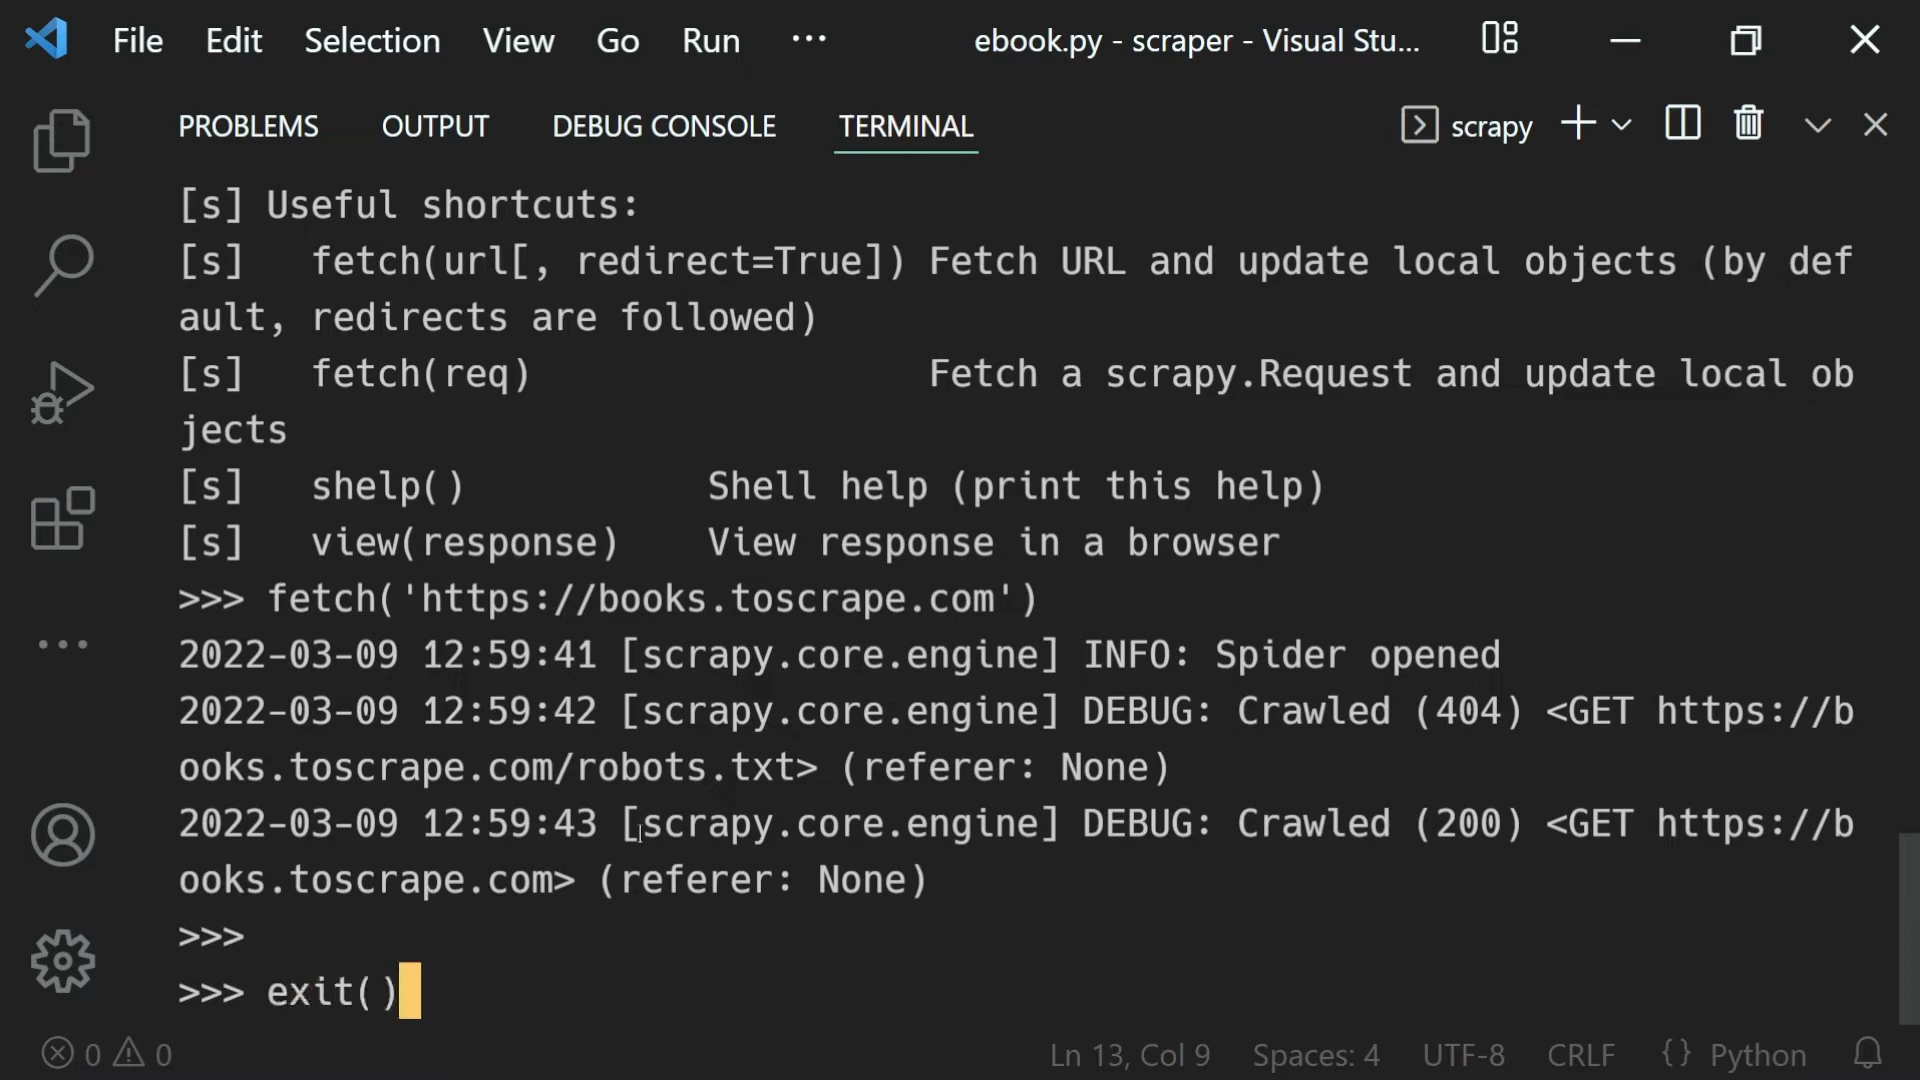 File Edit Selection View Go Run ··· ebook.py - scraper - Visual Stu...
PROBLEMS OUTPUT DEBUG CONSOLE TERMINAL scrapy
[s] Useful shortcuts:
[s]   fetch(url[, redirect=True]) Fetch URL and update local objects (by def
ault, redirects are followed)
[s]   fetch(req)                  Fetch a scrapy.Request and update local ob
jects
[s]   shelp()           Shell help (print this help)
[s]   view(response)    View response in a browser
>>> fetch('https://books.toscrape.com')
2022-03-09 12:59:41 [scrapy.core.engine] INFO: Spider opened
2022-03-09 12:59:42 [scrapy.core.engine] DEBUG: Crawled (404) <GET https://b
ooks.toscrape.com/robots.txt> (referer: None)
2022-03-09 12:59:43 [scrapy.core.engine] DEBUG: Crawled (200) <GET https://b
ooks.toscrape.com> (referer: None)
>>>
>>> exit()
0 0 Ln 13, Col 9 Spaces: 4 UTF-8 CRLF {} Python